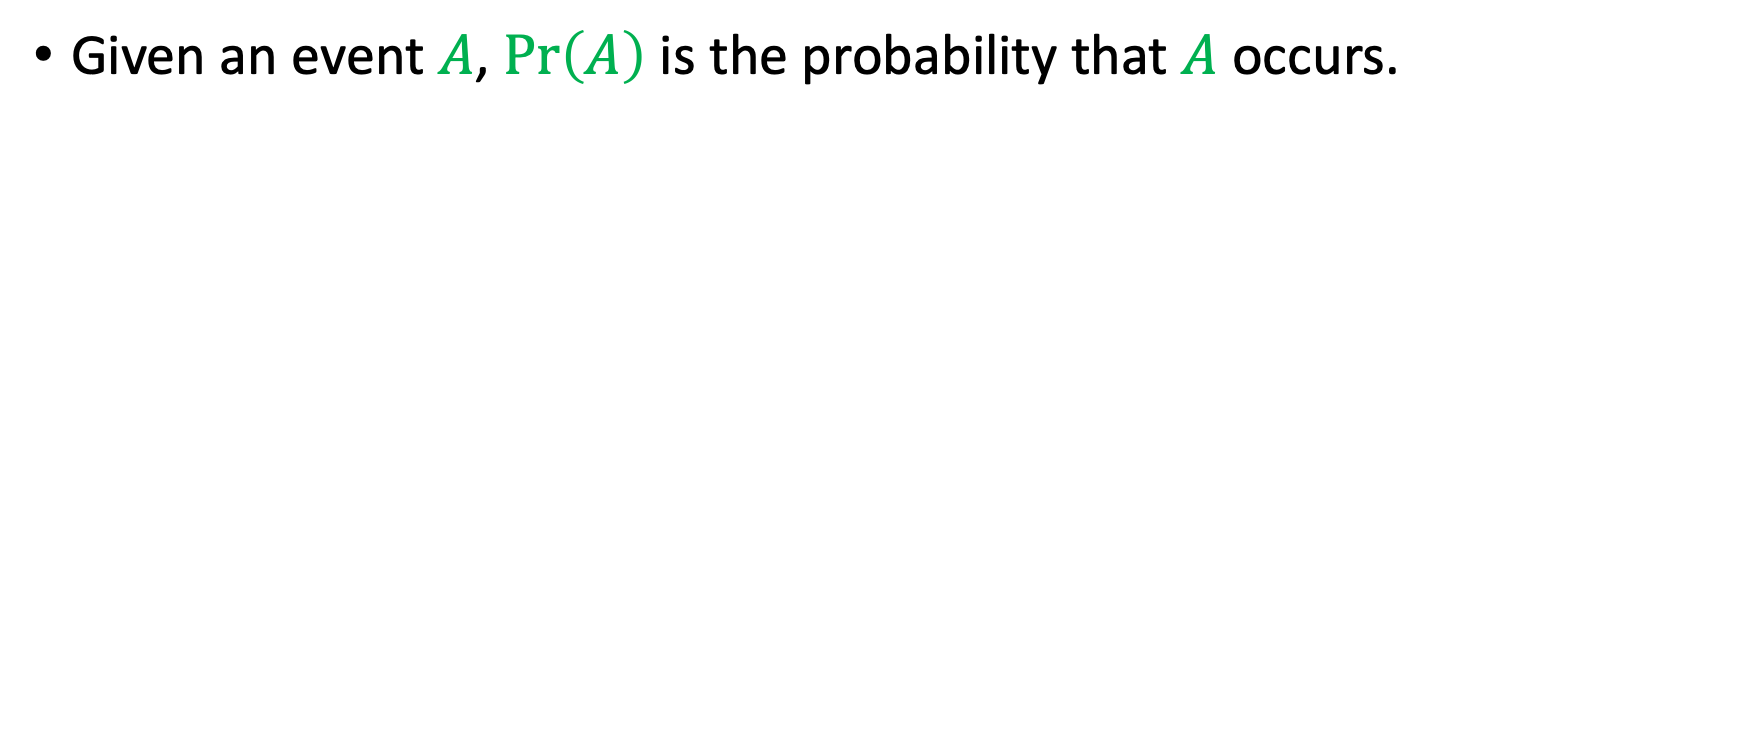 • Given an event A, Pr(A) is the probability that A occurs.